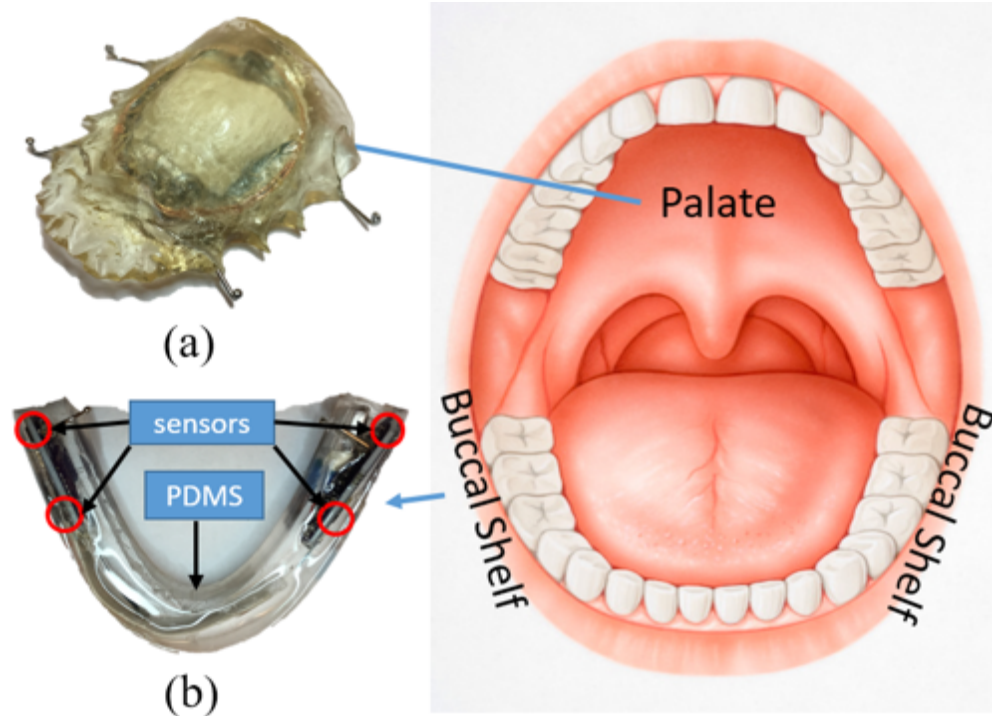 (a)
sensors
PDMS
(b)
Palate
Buccal Shelf
Buccal Shelf